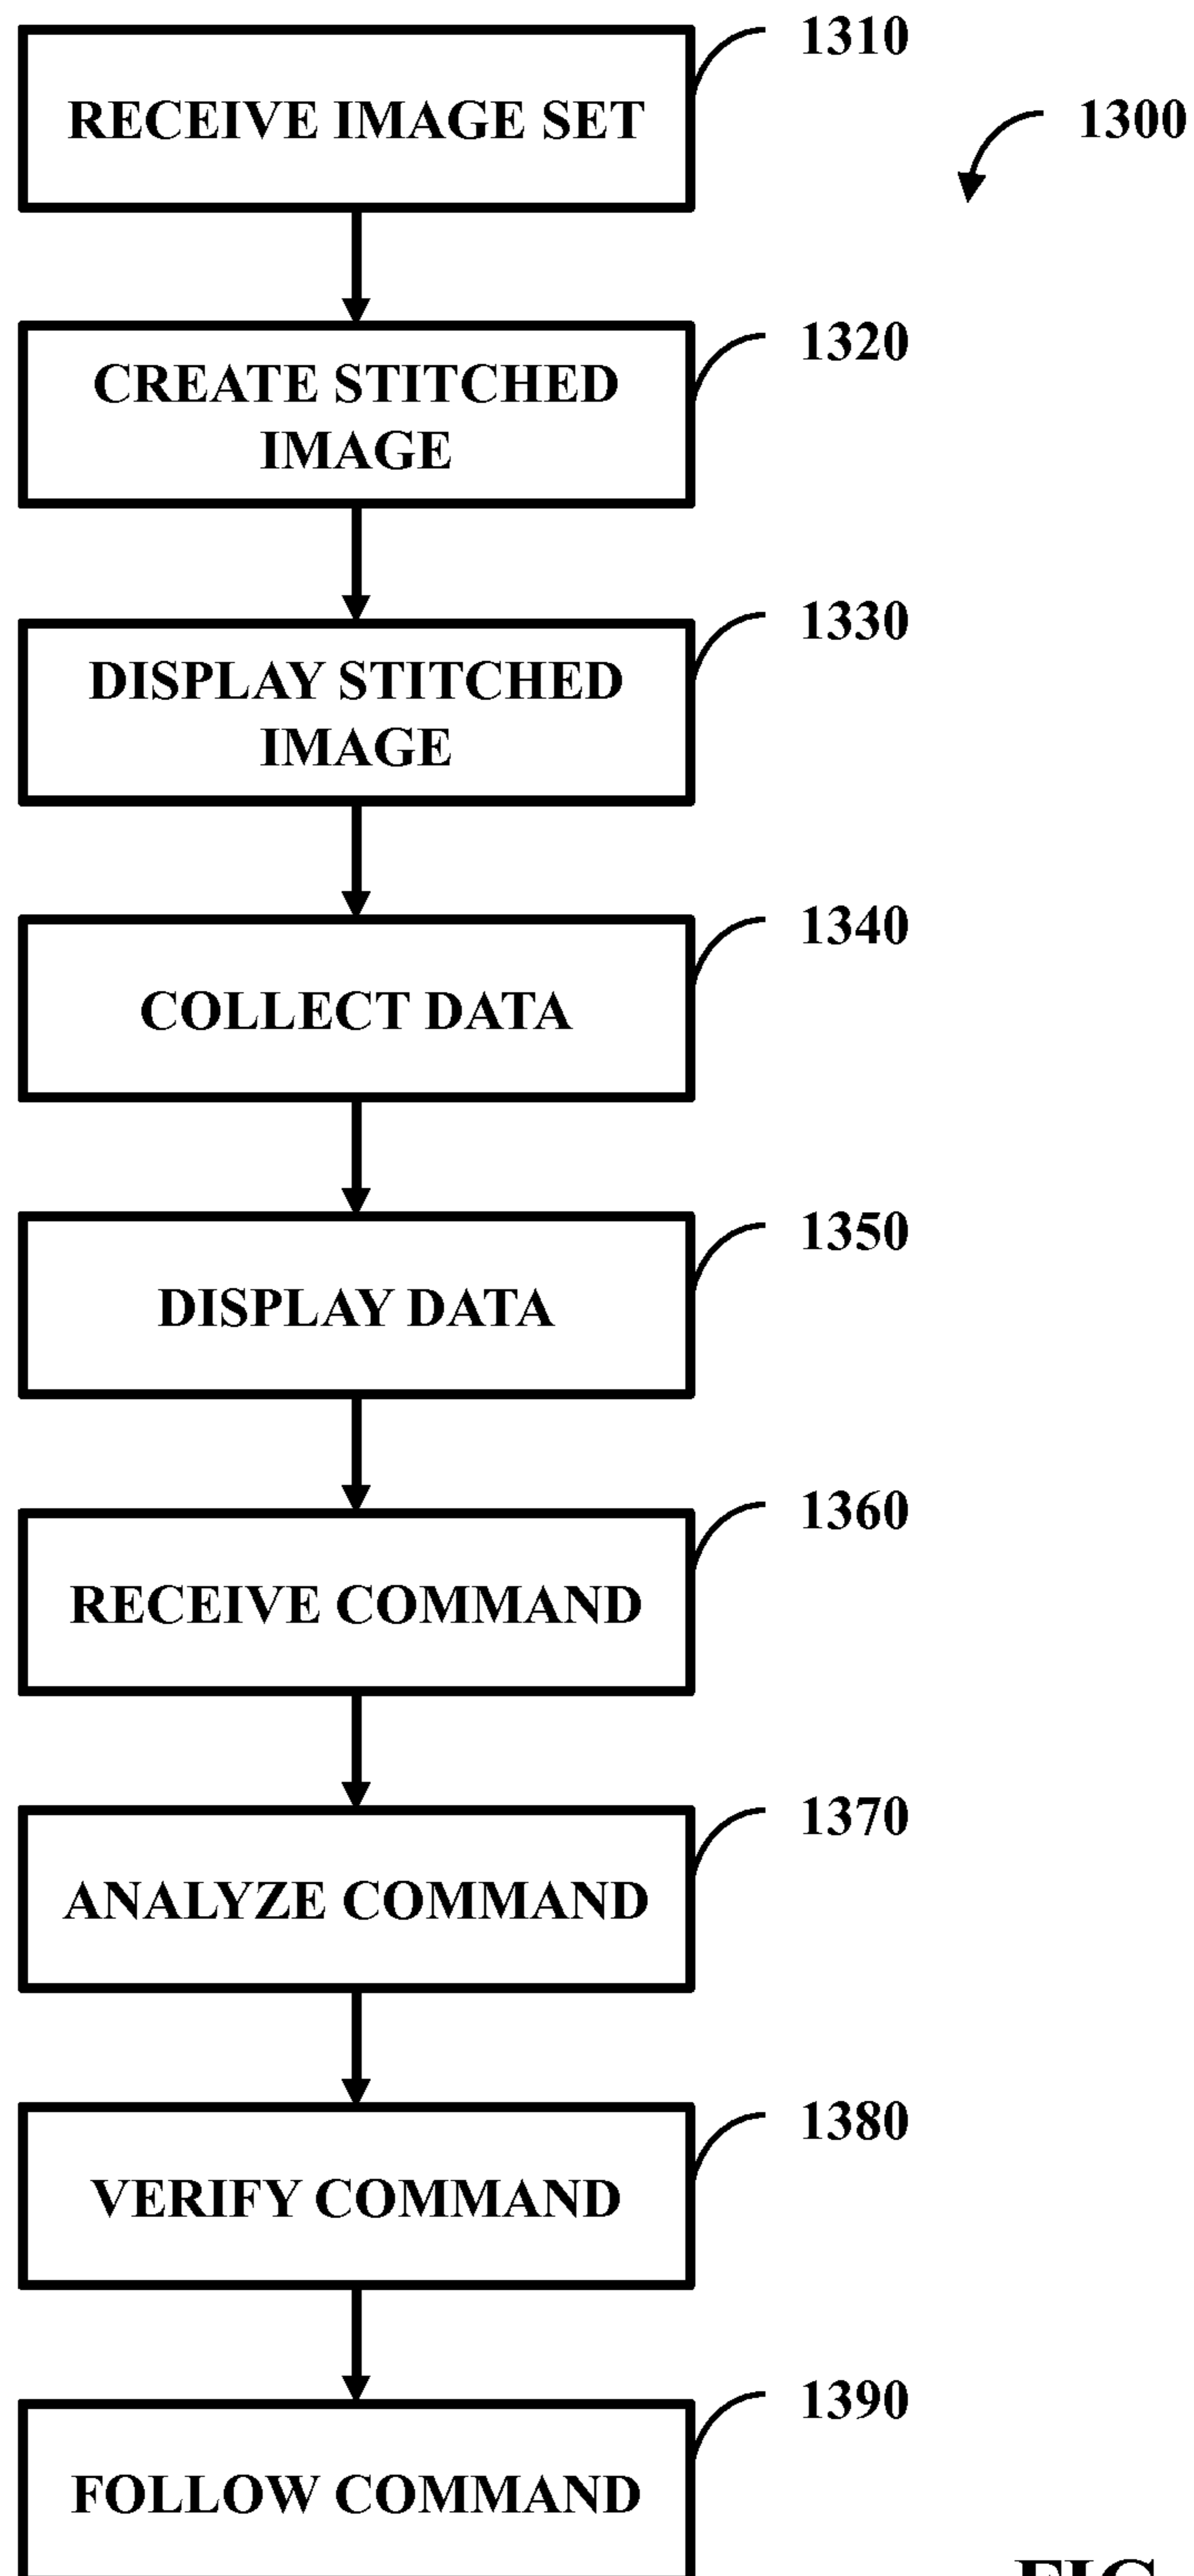 1310
RECEIVE IMAGE SET
1300
1320
CREATE STITCHED
IMAGE
1330
DISPLAY STITCHED
IMAGE
1340
COLLECT DATA
1350
DISPLAY DATA
1360
RECEIVE COMMAND
1370
ANALYZE COMMAND
1380
VERIFY COMMAND
1390
FOLLOW COMMAND
FIG